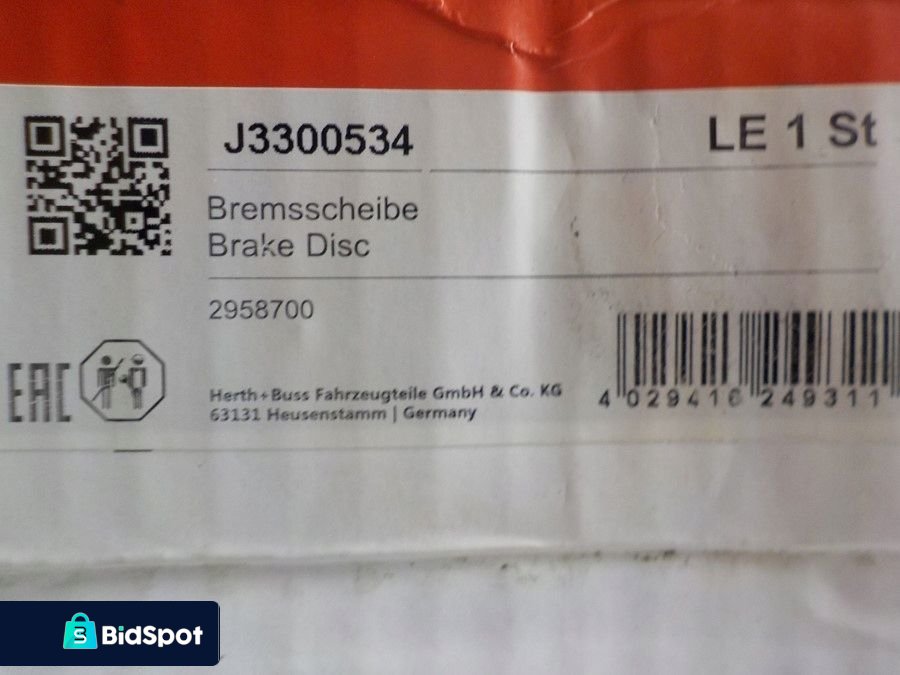 J3300534
LE 1 St
Bremsscheibe
Brake Disc
2958700
EAC
Herth+Buss Fahrzeugteile GmbH & Co. KG
63131 Heusenstamm | Germany
4 029416 249311
BidSpot